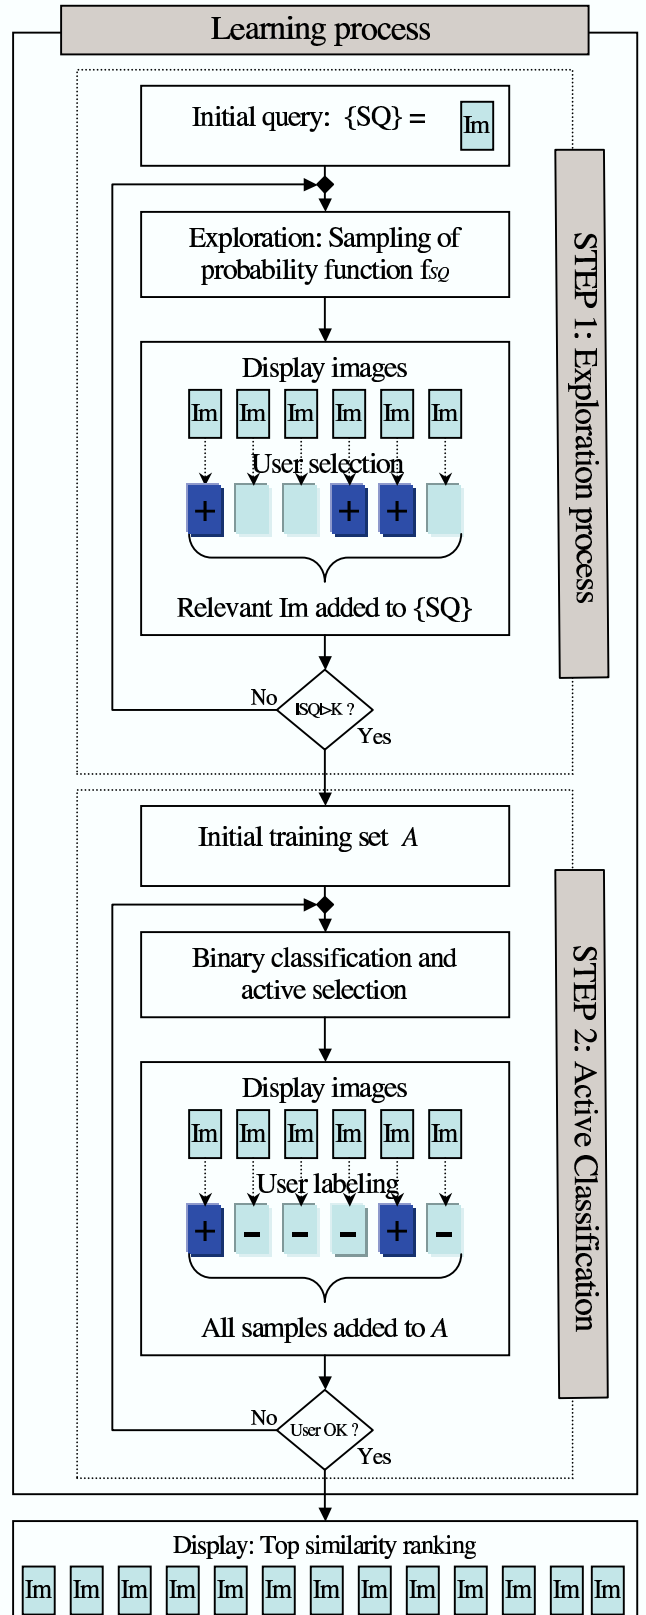 Learning process
Initial query: {SQ} =
Im
Exploration: Sampling of
probability function fSQ
Display images
Im Im Im Im Im Im
User selection
+ + +
Relevant Im added to {SQ}
|SQ|>K ?
No
Yes
STEP 1: Exploration process
Initial training set A
Binary classification and
active selection
Display images
Im Im Im Im Im Im
User labeling
+ - - - + -
All samples added to A
User OK ?
No
Yes
STEP 2: Active Classification
Display: Top similarity ranking
Im Im Im Im Im Im Im Im Im Im Im Im Im